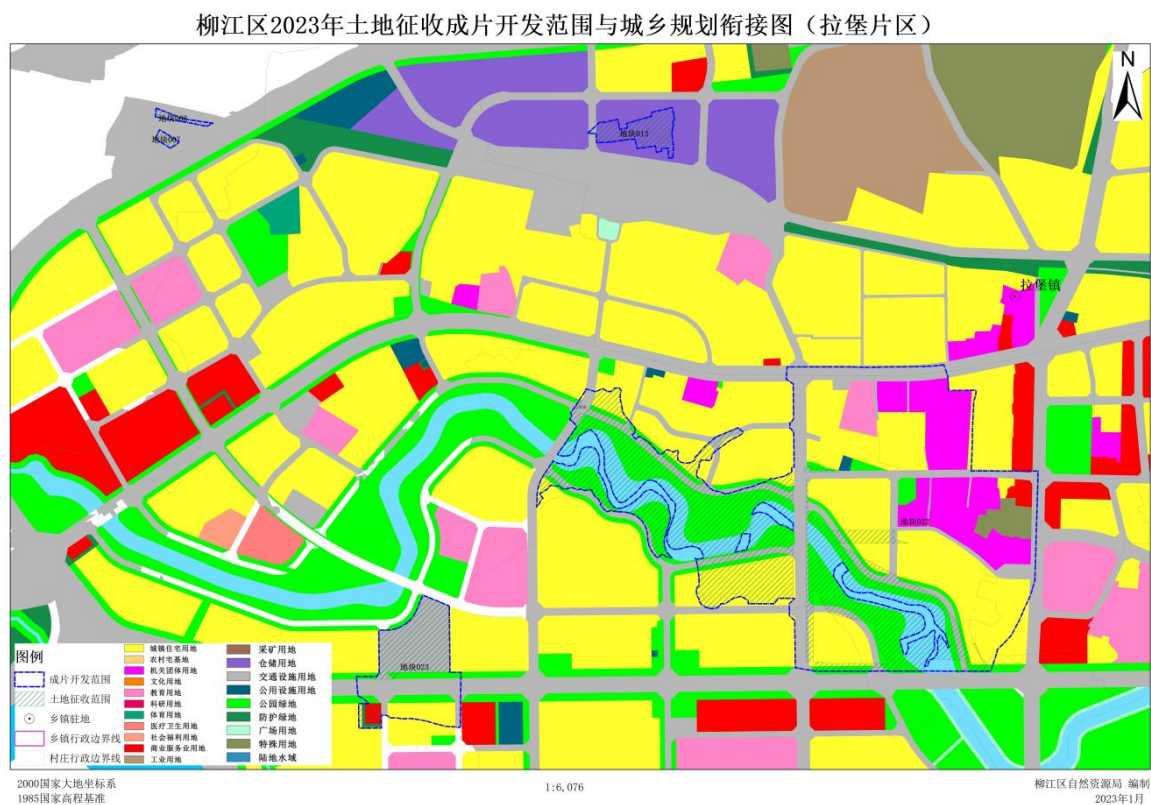 柳江区2023年土地征收成片开发范围与城乡规划衔接图（拉堡片区）
N
地块007
地块013
拉堡镇
地块023
图例
成片开发范围
土地征收范围
乡镇驻地
乡镇行政边界线
村庄行政边界线
城镇住宅用地
农村宅基地
机关团体用地
文化用地
教育用地
科研用地
体育用地
医疗卫生用地
社会福利用地
商业服务业用地
工业用地
采矿用地
仓储用地
交通设施用地
公用设施用地
公园绿地
防护绿地
广场用地
特殊用地
陆地水域
2000国家大地坐标系
1985国家高程基准
1:6,076
柳江区自然资源局 编制
2023年1月